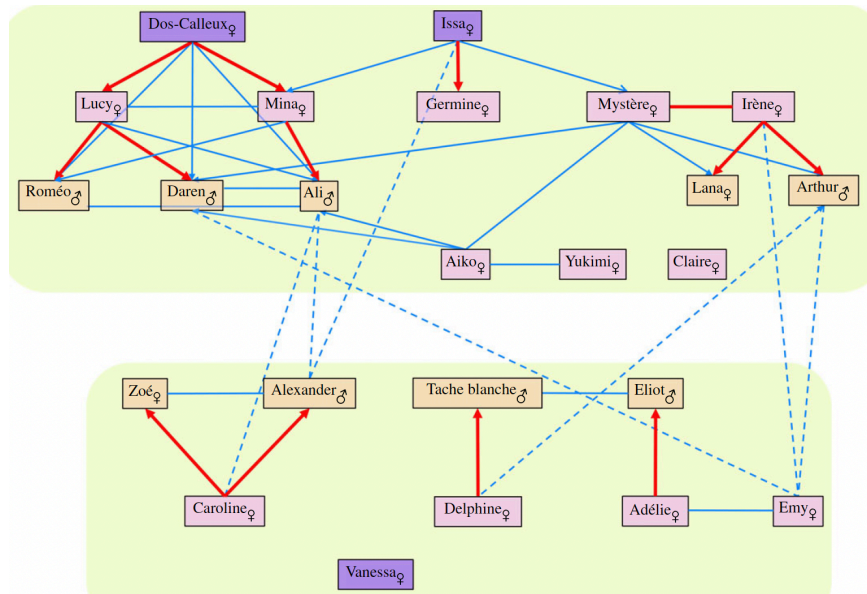 Dos-Calleux♀
Issa♀
Lucy♀
Mina♀
Germine♀
Mystère♀
Irène♀
Roméo♂
Daren♂
Ali♂
Lana♀
Arthur♂
Aiko♀
Yukimi♀
Claire♀
Zoé♀
Alexander♂
Tache blanche♂
Eliot♂
Caroline♀
Delphine♀
Adélie♀
Emy♀
Vanessa♀